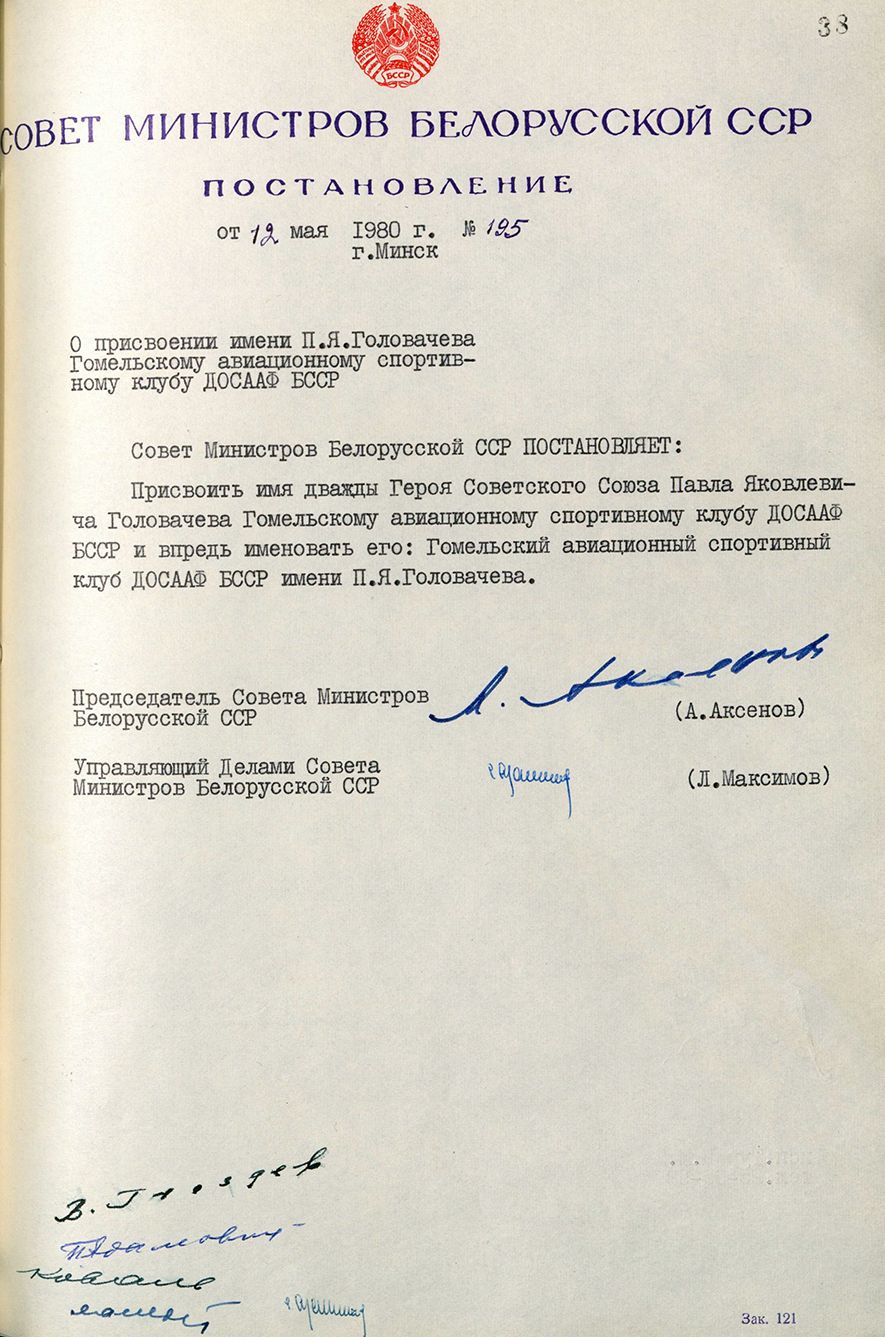 38
БССР
СОВЕТ МИНИСТРОВ БЕЛОРУССКОЙ ССР
ПОСТАНОВЛЕНИЕ
от 12 мая 1980 г. № 195
г.Минск
О присвоении имени П.Я.Головачева
Гомельскому авиационному спортив-
ному клубу ДОСААФ БССР
Совет Министров Белорусской ССР ПОСТАНОВЛЯЕТ:
Присвоить имя дважды Героя Советского Союза Павла Яковлеви-
ча Головачева Гомельскому авиационному спортивному клубу ДОСААФ
БССР и впредь именовать его: Гомельский авиационный спортивный
клуб ДОСААФ БССР имени П.Я.Головачева.
Председатель Совета Министров
Белорусской ССР
А. Аксенов
(А.Аксенов)
Управляющий Делами Совета
Министров Белорусской ССР
(Л.Максимов)
В. Гвоздев
Коваль
Зак. 121